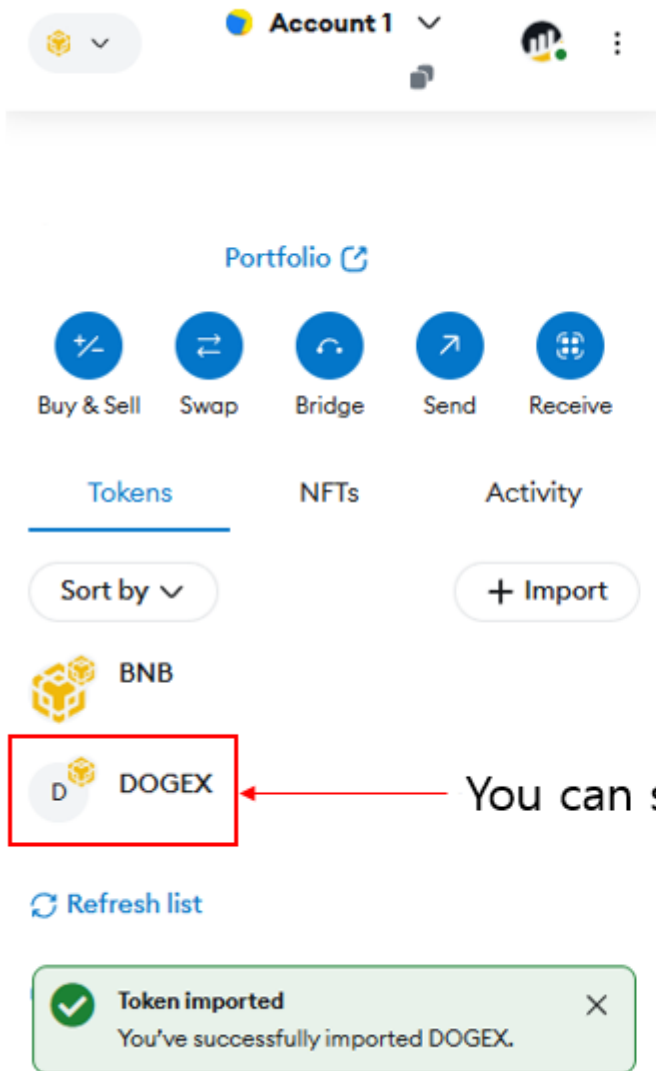 Account 1
Portfolio
Buy & Sell Swap Bridge Send Receive
Tokens NFTs Activity
Sort by + Import
BNB
D DOGEX
You can
Refresh list
Token imported
You've successfully imported DOGEX.